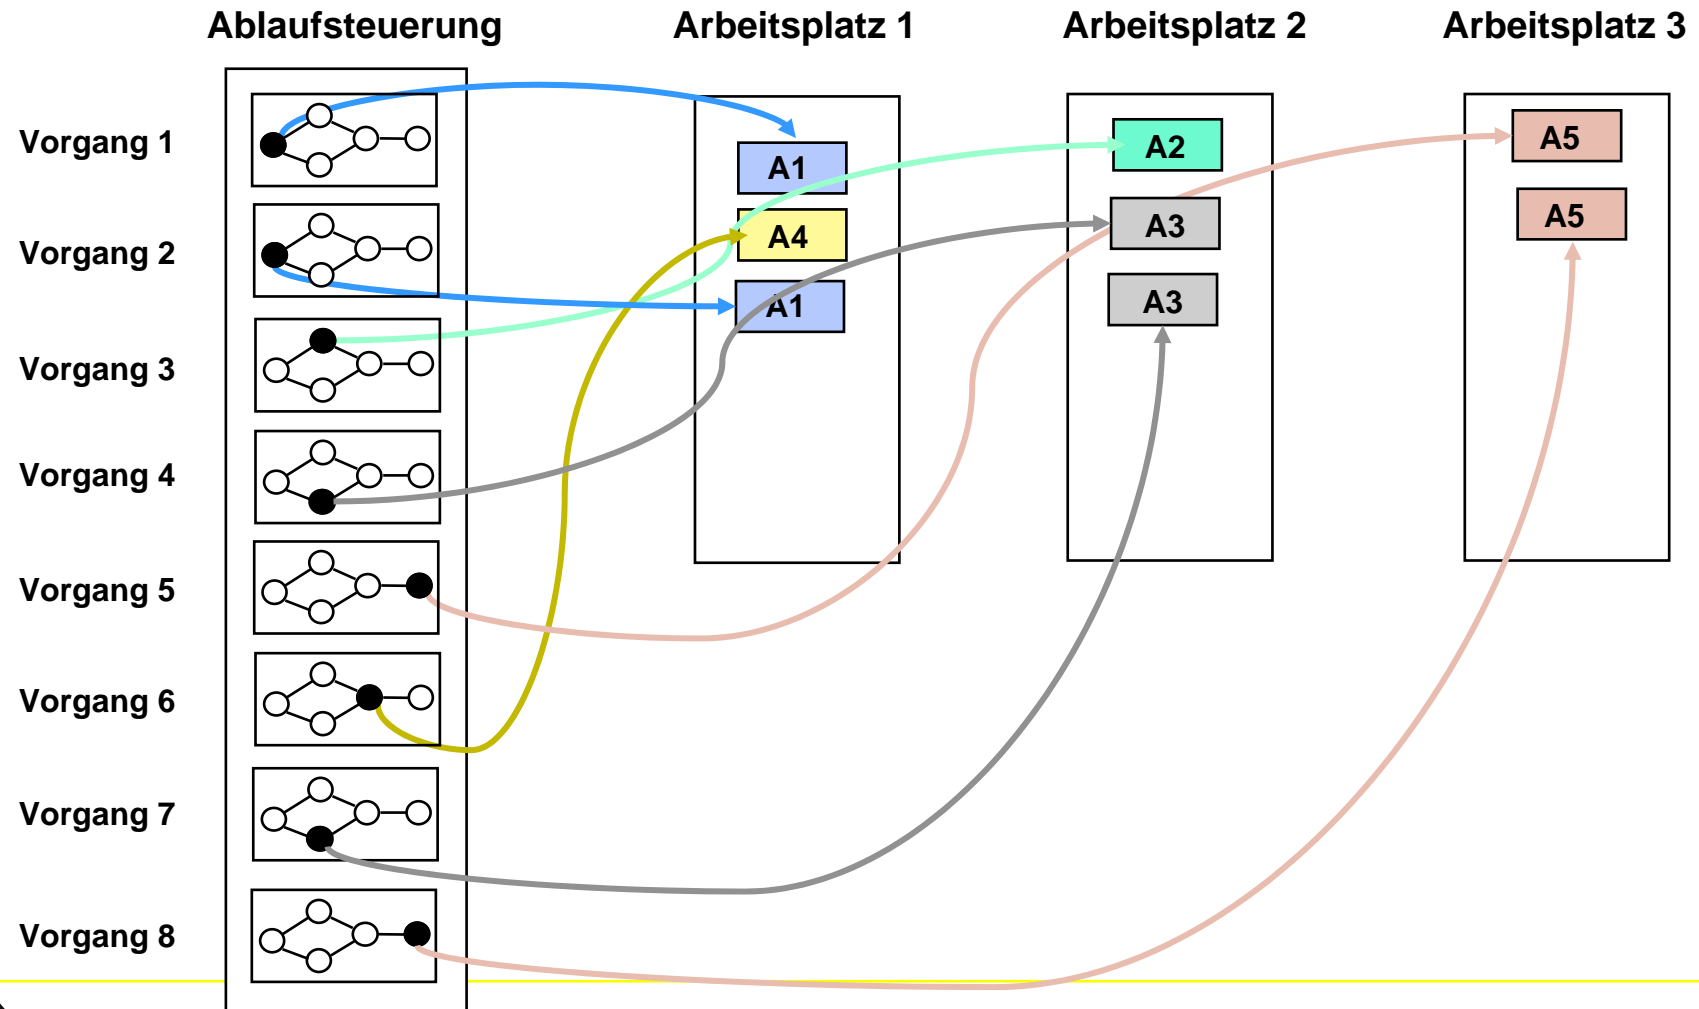 Ablaufsteuerung Arbeitsplatz 1 Arbeitsplatz 2 Arbeitsplatz 3
Vorgang 1
A1
A2
A5
Vorgang 2
A4
A3
A5
A1
A3
Vorgang 3
Vorgang 4
Vorgang 5
Vorgang 6
Vorgang 7
Vorgang 8